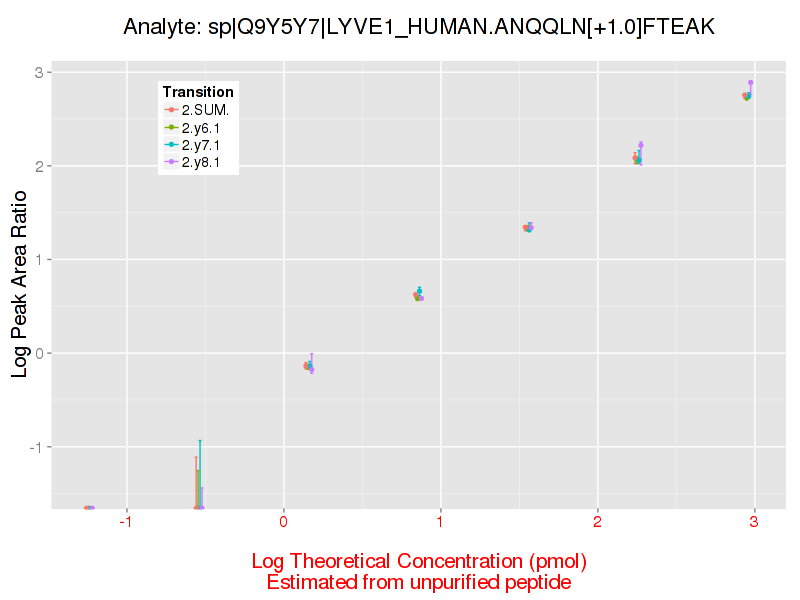 Analyte: sp|Q9Y5Y7|LYVE1_HUMAN.ANQQLN[+1.0]FTEAK
Transition
2.SUM.
2.y6.1
2.y7.1
2.y8.1
Log Peak Area Ratio
3
2
1
0
-1
-1 0 1 2 3
Log Theoretical Concentration (pmol)
Estimated from unpurified peptide